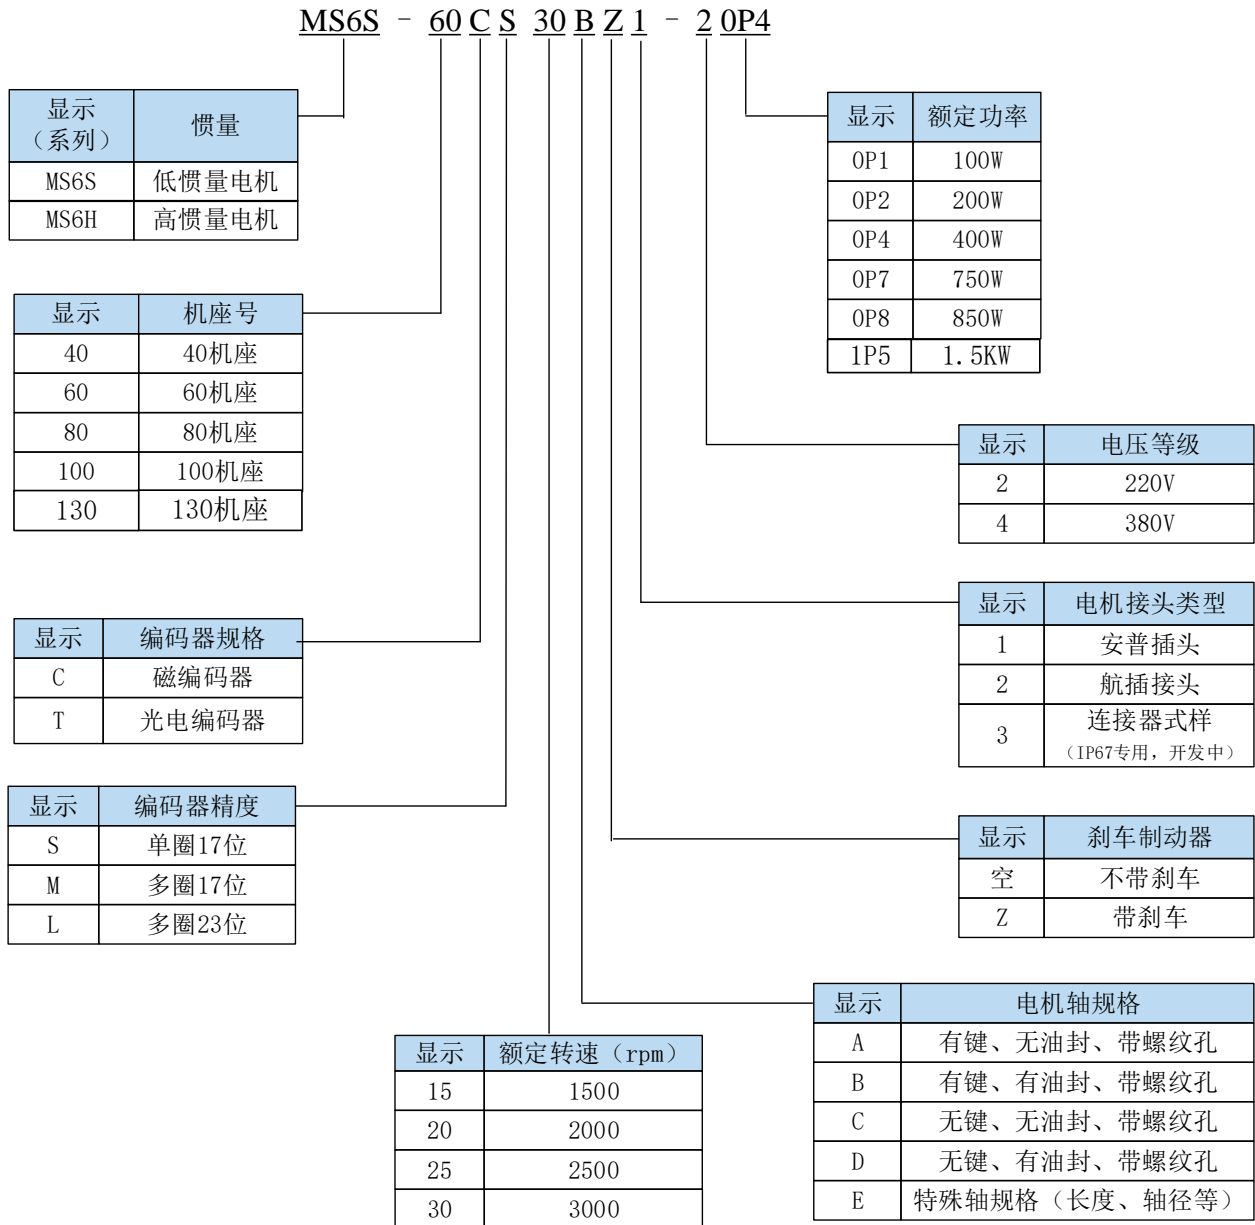 MS6S - 60 C S 30 B Z 1 - 2 0P4
显示（系列） 惯量
MS6S 低惯量电机
MS6H 高惯量电机
显示 额定功率
0P1 100W
0P2 200W
0P4 400W
0P7 750W
0P8 850W
1P5 1.5KW
显示 机座号
40 40机座
60 60机座
80 80机座
100 100机座
130 130机座
显示 电压等级
2 220V
4 380V
显示 电机接头类型
1 安普插头
2 航插接头
3 连接器式样
（IP67专用，开发中）
显示 编码器规格
C 磁编码器
T 光电编码器
显示 编码器精度
S 单圈17位
M 多圈17位
L 多圈23位
显示 刹车制动器
空 不带刹车
Z 带刹车
显示 电机轴规格
A 有键、无油封、带螺纹孔
B 有键、有油封、带螺纹孔
C 无键、无油封、带螺纹孔
D 无键、有油封、带螺纹孔
E 特殊轴规格（长度、轴径等）
显示 额定转速（rpm）
15 1500
20 2000
25 2500
30 3000